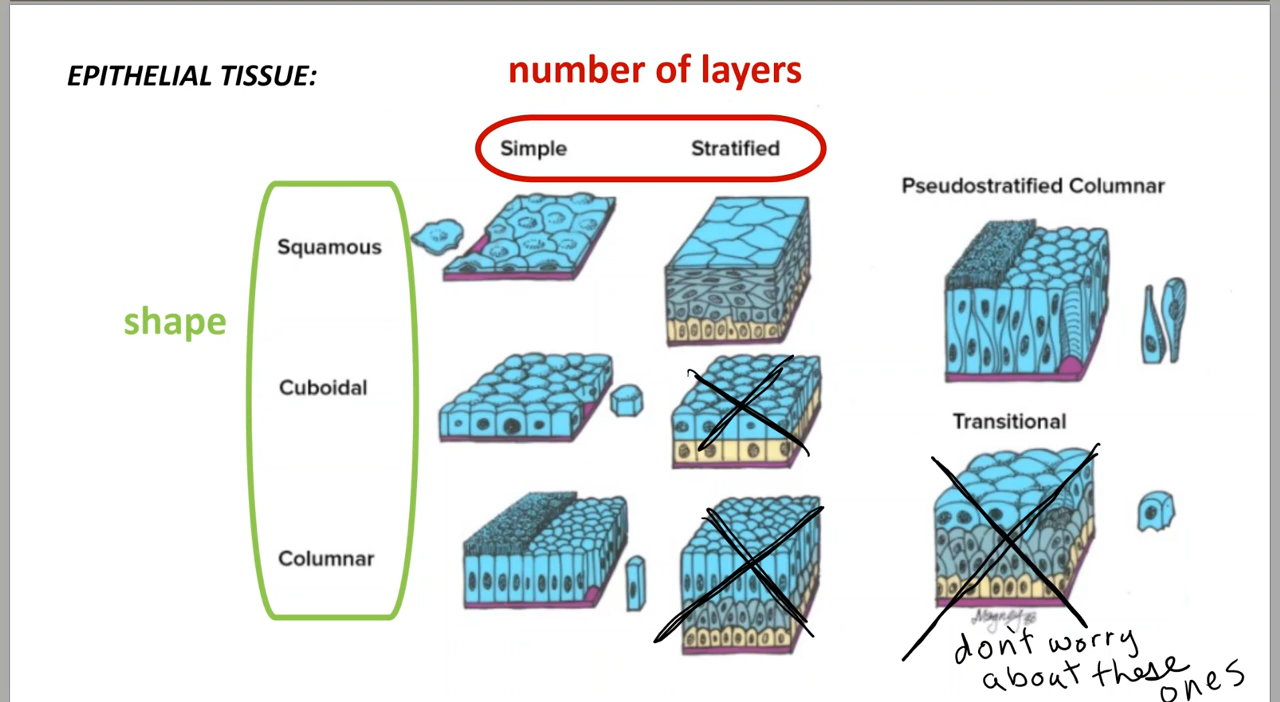 EPITHELIAL TISSUE:
number of layers
Simple Stratified
Pseudostratified Columnar
Squamous
shape
Cuboidal
Transitional
Columnar
don't worry
about these
ones